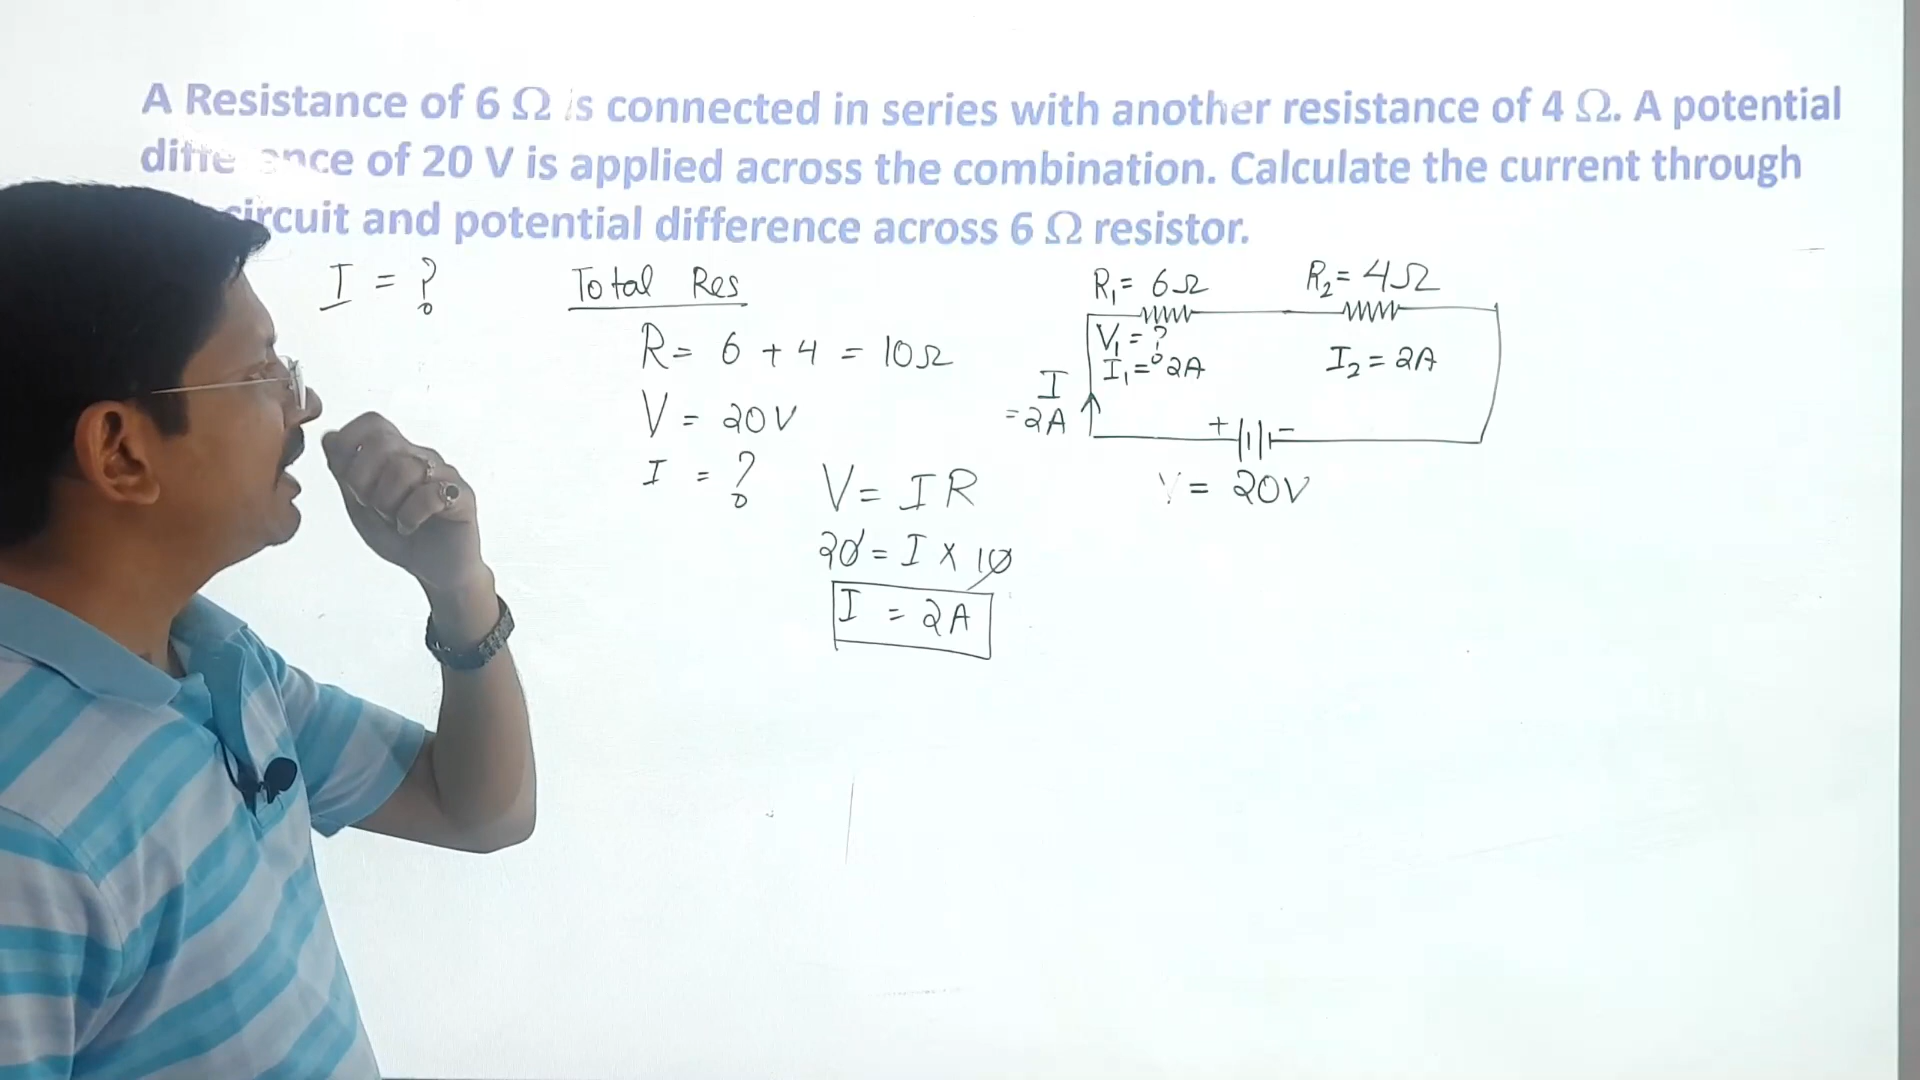 A Resistance of 6 Ω is connected in series with another resistance of 4 Ω. A potential
of 20 V is applied across the combination. Calculate the current through
circuit and potential difference across 6 Ω resistor.
I = ?
Total Res
R = 6 + 4 = 10Ω
V = 20V
I = ?
V = IR
20 = I × 10
I = 2A
R₁ = 6Ω
R₂ = 4Ω
V₁ = ?
I₁ = 2A
I₂ = 2A
I
= 2A
+ -
V = 20V